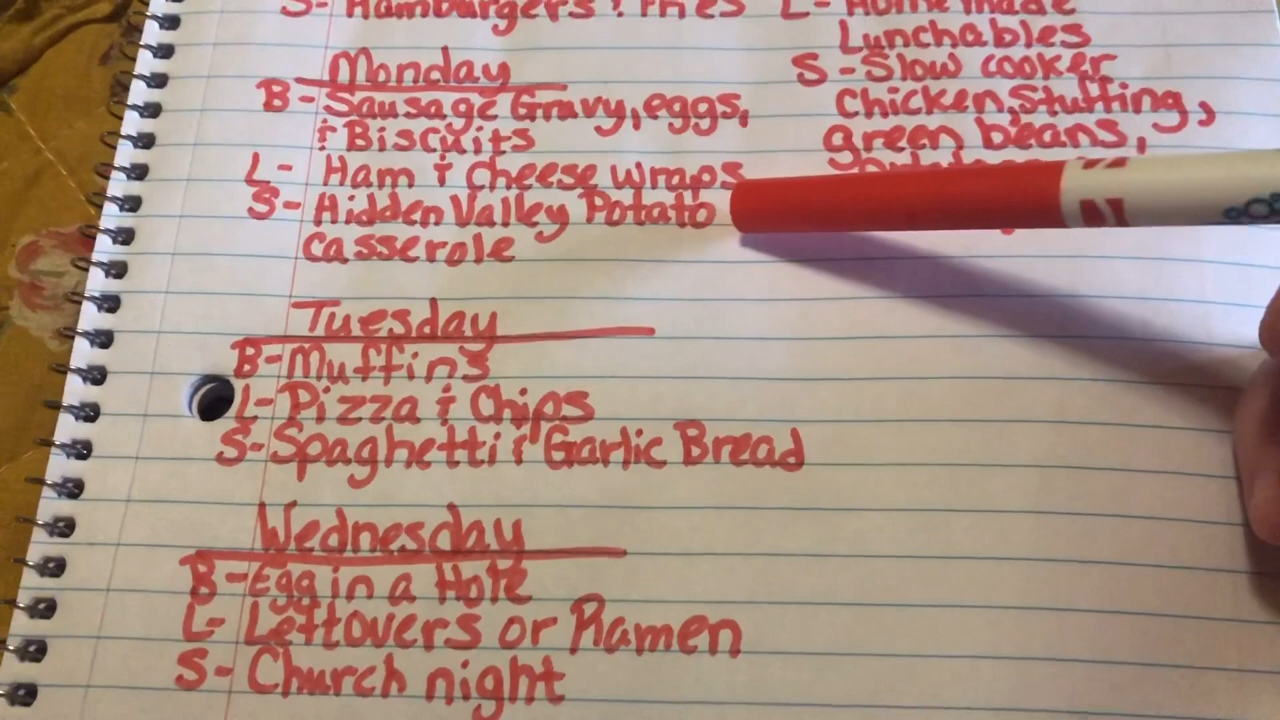 S- Hamburgers & Fries
Monday
B- Sausage Gravy, eggs,
& Biscuits
L- Ham & cheese wraps
S- Hidden Valley Potato
casserole
Tuesday
B- Muffins
L- Pizza & Chips
S- Spaghetti & Garlic Bread
Wednesday
B- Egg in a Hole
L- Leftovers or Ramen
S- Church night
L- Homemade
Lunchables
S- Slow cooker
Chicken, Stuffing,
green beans,